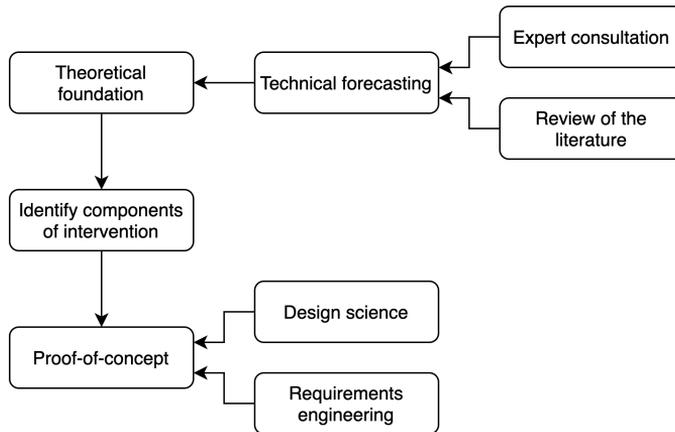 Expert consultation
Theoretical
foundation
Technical forecasting
Review of the
literature
Identify components
of intervention
Design science
Proof-of-concept
Requirements
engineering